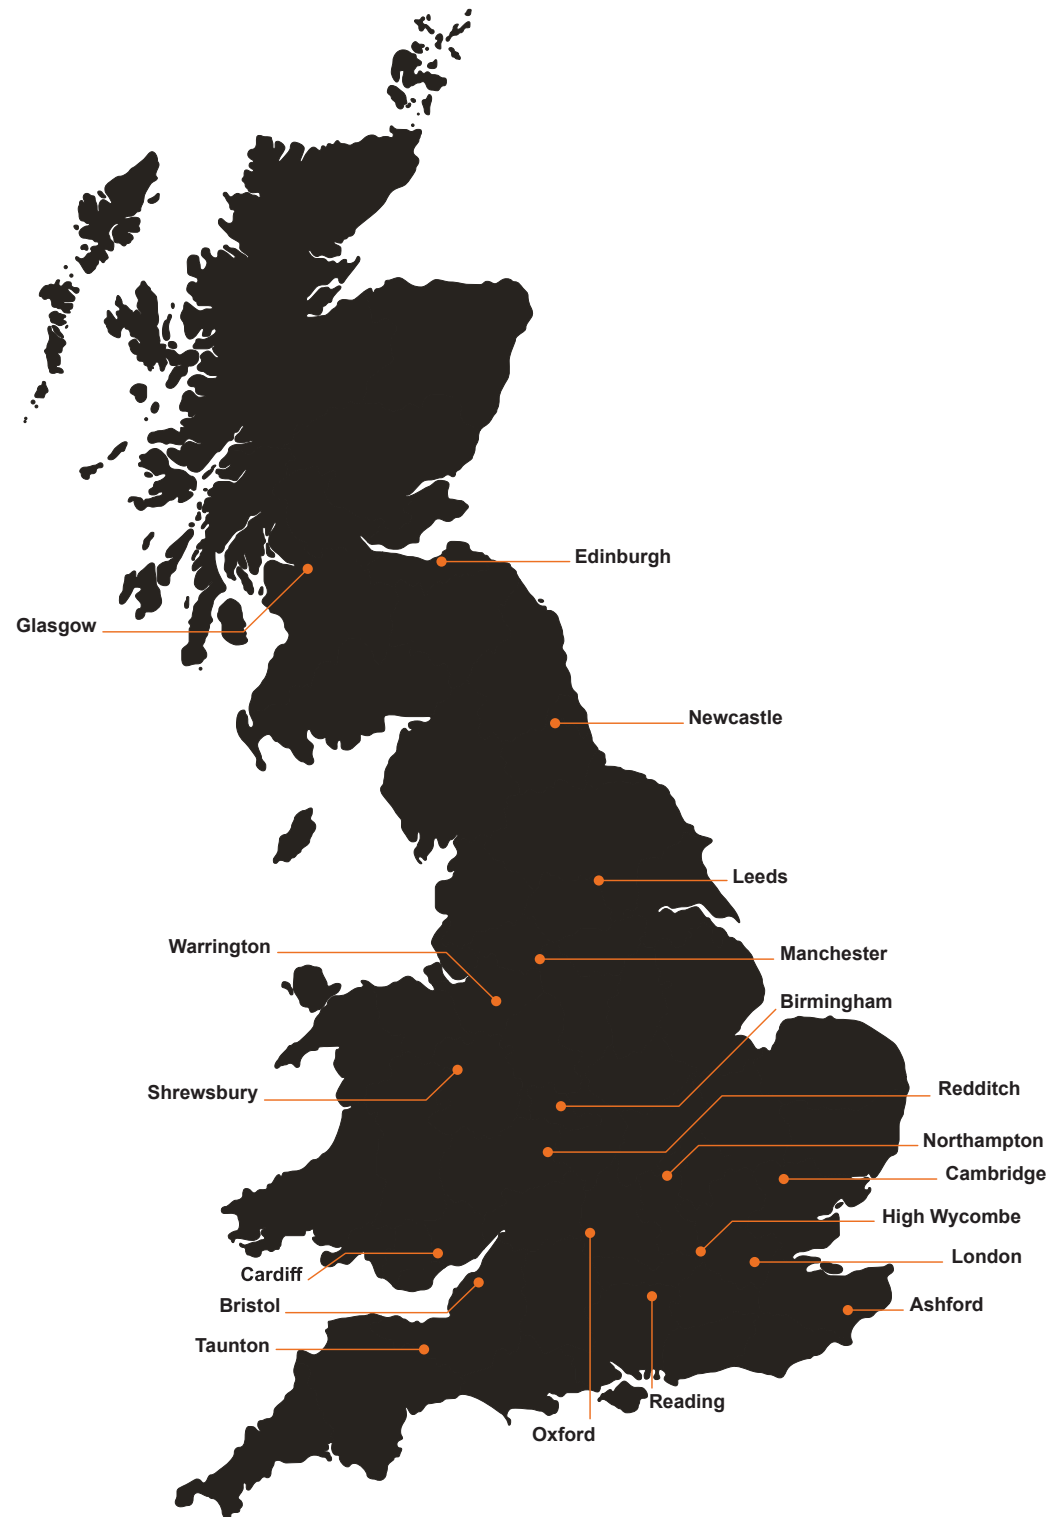 Edinburgh
Glasgow
Newcastle
Leeds
Warrington
Manchester
Birmingham
Shrewsbury
Redditch
Northampton
Cambridge
High Wycombe
London
Cardiff
Bristol
Ashford
Taunton
Reading
Oxford